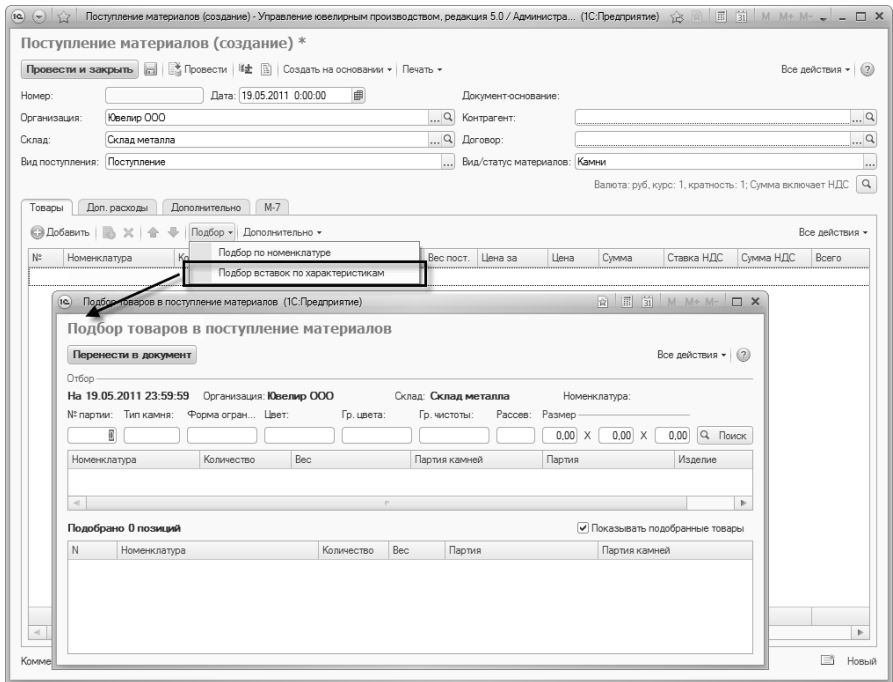 Поступление материалов (создание) - Управление ювелирным производством, редакция 5.0 / Администра... (1С:Предприятие) M M+ M-
Поступление материалов (создание) *
Провести и закрыть Провести Создать на основании Печать Все действия
Номер: Дата: 19.05.2011 0:00:00 Документ-основание:
Организация: Ювелир ООО ... Контрагент: ...
Склад: Склад металла ... Договор: ...
Вид поступления: Поступление ... Вид/статус материалов: Камни ...
Валюта: руб, курс: 1, кратность: 1; Сумма включает НДС
Товары Доп. расходы Дополнительно М-7
Добавить Подбор Дополнительно Все действия
Подбор по номенклатуре
№ Номенклатура Ко Вес пост. Цена за Цена Сумма Ставка НДС Сумма НДС Всего
Подбор вставок по характеристикам
Подбор товаров в поступление материалов (1С:Предприятие) M M+ M-
Подбор товаров в поступление материалов
Перенести в документ Все действия
Отбор
На 19.05.2011 23:59:59 Организация: Ювелир ООО Склад: Склад металла Номенклатура:
№ партии: Тип камня: Форма огран... Цвет: Гр. цвета: Гр. чистоты: Рассев: Размер
0 0,00 X 0,00 X 0,00 Поиск
Номенклатура Количество Вес Партия камней Партия Изделие
Подобрано 0 позиций Показывать подобранные товары
N Номенклатура Количество Вес Партия Партия камней
Комме Новый